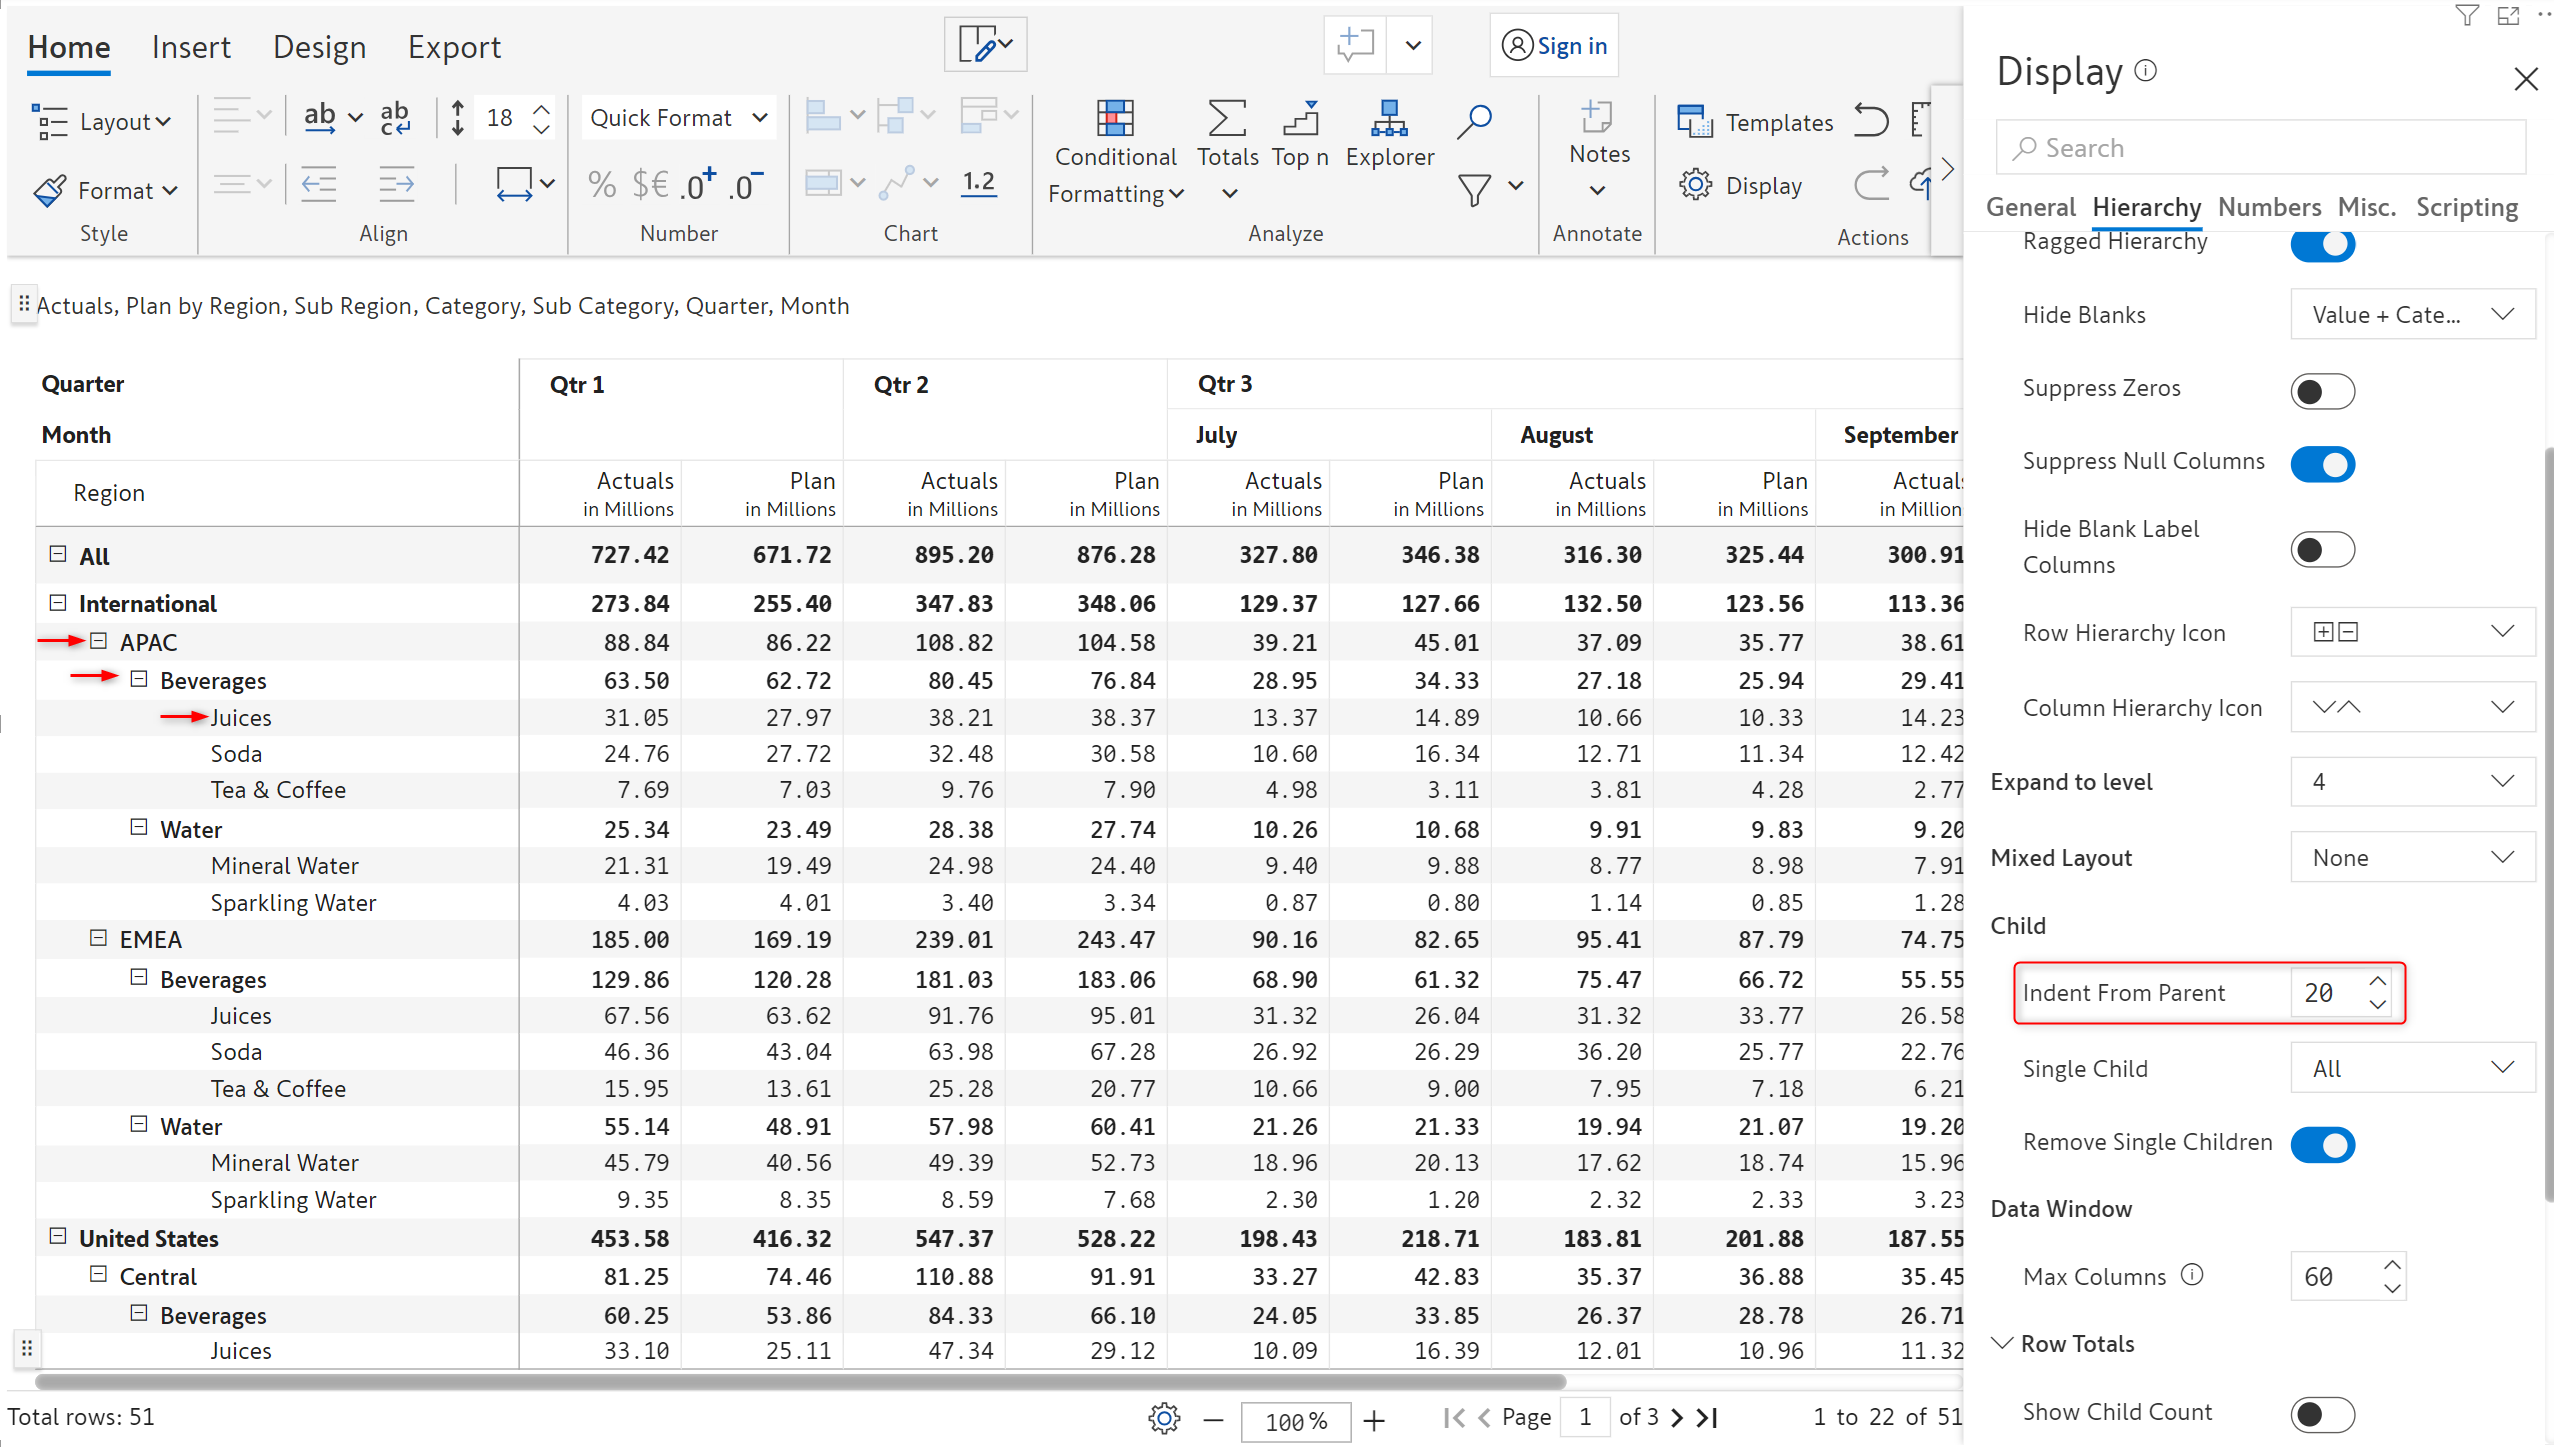 Home Insert Design Export Sign in
Layout ab ab c 18 Quick Format Conditional Formatting Totals Top n Explorer Notes Templates
Format % $€ .0+ .0- 1.2 Display
Style Align Number Chart Analyze Annotate Actions
Actuals, Plan by Region, Sub Region, Category, Sub Category, Quarter, Month
Quarter Qtr 1 Qtr 2 Qtr 3
Month July August September
Region Actuals in Millions Plan in Millions Actuals in Millions Plan in Millions Actuals in Millions Plan in Millions Actuals in Millions Plan in Millions
All 727.42 671.72 895.20 876.28 327.80 346.38 316.30 325.44 300.91
International 273.84 255.40 347.83 348.06 129.37 127.66 132.50 123.56 113.36
APAC 88.84 86.22 108.82 104.58 39.21 45.01 37.09 35.77 38.61
Beverages 63.50 62.72 80.45 76.84 28.95 34.33 27.18 25.94 29.41
Juices 31.05 27.97 38.21 38.37 13.37 14.89 10.66 10.33 14.23
Soda 24.76 27.72 32.48 30.58 10.60 16.34 12.71 11.34 12.42
Tea & Coffee 7.69 7.03 9.76 7.90 4.98 3.11 3.81 4.28 2.77
Water 25.34 23.49 28.38 27.74 10.26 10.68 9.91 9.83 9.20
Mineral Water 21.31 19.49 24.98 24.40 9.40 9.88 8.77 8.98 7.91
Sparkling Water 4.03 4.01 3.40 3.34 0.87 0.80 1.14 0.85 1.28
EMEA 185.00 169.19 239.01 243.47 90.16 82.65 95.41 87.79 74.75
Beverages 129.86 120.28 181.03 183.06 68.90 61.32 75.47 66.72 55.55
Juices 67.56 63.62 91.76 95.01 31.32 26.04 31.32 33.77 26.58
Soda 46.36 43.04 63.98 67.28 26.92 26.29 36.20 25.77 22.76
Tea & Coffee 15.95 13.61 25.28 20.77 10.66 9.00 7.95 7.18 6.21
Water 55.14 48.91 57.98 60.41 21.26 21.33 19.94 21.07 19.20
Mineral Water 45.79 40.56 49.39 52.73 18.96 20.13 17.62 18.74 15.96
Sparkling Water 9.35 8.35 8.59 7.68 2.30 1.20 2.32 2.33 3.23
United States 453.58 416.32 547.37 528.22 198.43 218.71 183.81 201.88 187.55
Central 81.25 74.46 110.88 91.91 33.27 42.83 35.37 36.88 35.45
Beverages 60.25 53.86 84.33 66.10 24.05 33.85 26.37 28.78 26.71
Juices 33.10 25.11 47.34 29.12 10.09 16.39 12.01 10.96 11.32
Total rows: 51 100% Page 1 of 3 1 to 22 of 51
Display
Search
General Hierarchy Numbers Misc. Scripting
Ragged Hierarchy
Hide Blanks Value + Cate...
Suppress Zeros
Suppress Null Columns
Hide Blank Label
Columns
Row Hierarchy Icon
Column Hierarchy Icon
Expand to level 4
Mixed Layout None
Child
Indent From Parent 20
Single Child All
Remove Single Children
Data Window
Max Columns 60
Row Totals
Show Child Count